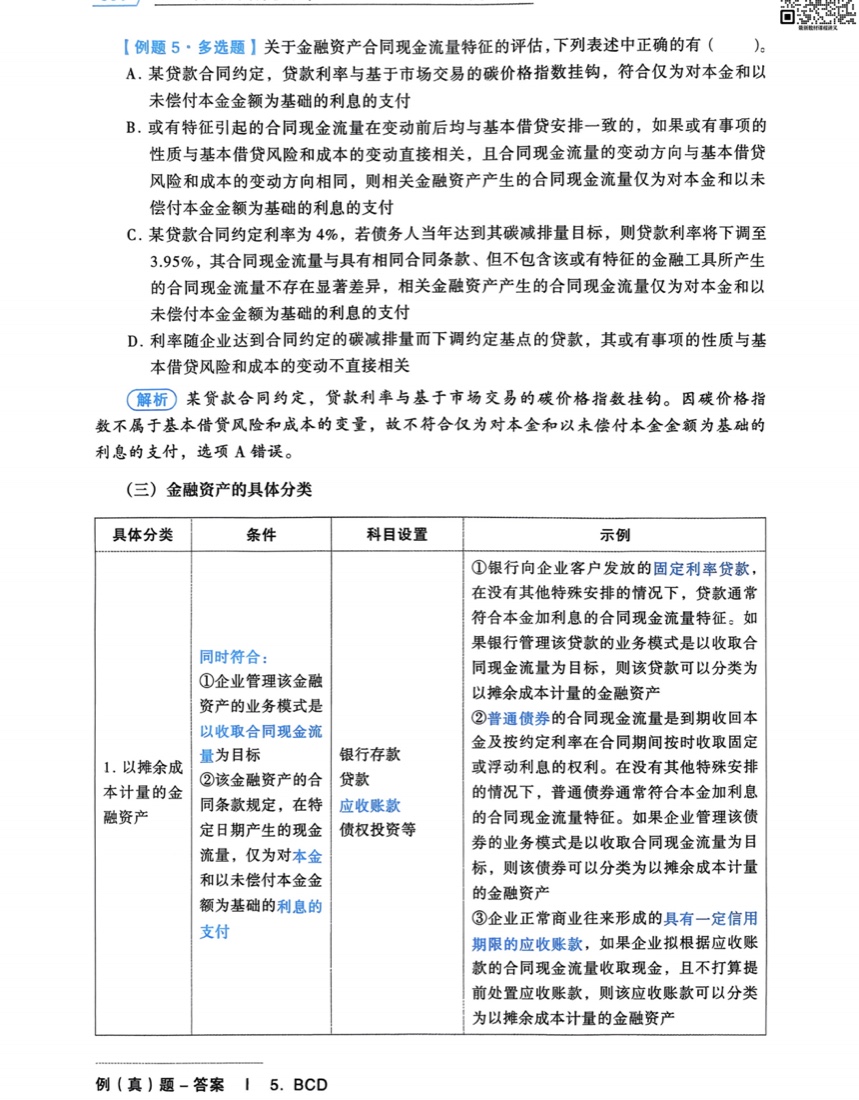 【例题 5·多选题】关于金融资产合同现金流量特征的评估,下列表述中正确的有(　　)。
A. 某贷款合同约定，贷款利率与基于市场交易的碳价格指数挂钩，符合仅为对本金和以
未偿付本金金额为基础的利息的支付
B. 或有特征引起的合同现金流量在变动前后均与基本借贷安排一致的，如果或有事项的
性质与基本借贷风险和成本的变动直接相关，且合同现金流量的变动方向与基本借贷
风险和成本的变动方向相同，则相关金融资产产生的合同现金流量仅为对本金和以未
偿付本金金额为基础的利息的支付
C. 某贷款合同约定利率为 4%，若债务人当年达到其碳减排量目标，则贷款利率将下调至
3.95%，其合同现金流量与具有相同合同条款、但不包含该或有特征的金融工具所产生
的合同现金流量不存在显著差异，相关金融资产产生的合同现金流量仅为对本金和以
未偿付本金金额为基础的利息的支付
D. 利率随企业达到合同约定的碳减排量而下调约定基点的贷款，其或有事项的性质与基
本借贷风险和成本的变动不直接相关
解析 某贷款合同约定，贷款利率与基于市场交易的碳价格指数挂钩。因碳价格指
数不属于基本借贷风险和成本的变量，故不符合仅为对本金和以未偿付本金金额为基础的
利息的支付，选项 A 错误。
（三）金融资产的具体分类
具体分类
条件
科目设置
示例
1. 以摊余成
本计量的金
融资产
同时符合：
①企业管理该金融
资产的业务模式是
以收取合同现金流
量为目标
②该金融资产的合
同条款规定，在特
定日期产生的现金
流量，仅为对本金
和以未偿付本金金
额为基础的利息的
支付
银行存款
贷款
应收账款
债权投资等
①银行向企业客户发放的固定利率贷款，
在没有其他特殊安排的情况下，贷款通常
符合本金加利息的合同现金流量特征。如
果银行管理该贷款的业务模式是以收取合
同现金流量为目标，则该贷款可以分类为
以摊余成本计量的金融资产
②普通债券的合同现金流量是到期收回本
金及按约定利率在合同期间按时收取固定
或浮动利息的权利。在没有其他特殊安排
的情况下，普通债券通常符合本金加利息
的合同现金流量特征。如果企业管理该债
券的业务模式是以收取合同现金流量为目
标，则该债券可以分类为以摊余成本计量
的金融资产
③企业正常商业往来形成的具有一定信用
期限的应收账款，如果企业拟根据应收账
款的合同现金流量收取现金，且不打算提
前处置应收账款，则该应收账款可以分类
为以摊余成本计量的金融资产
例（真）题－答案 | 5. BCD